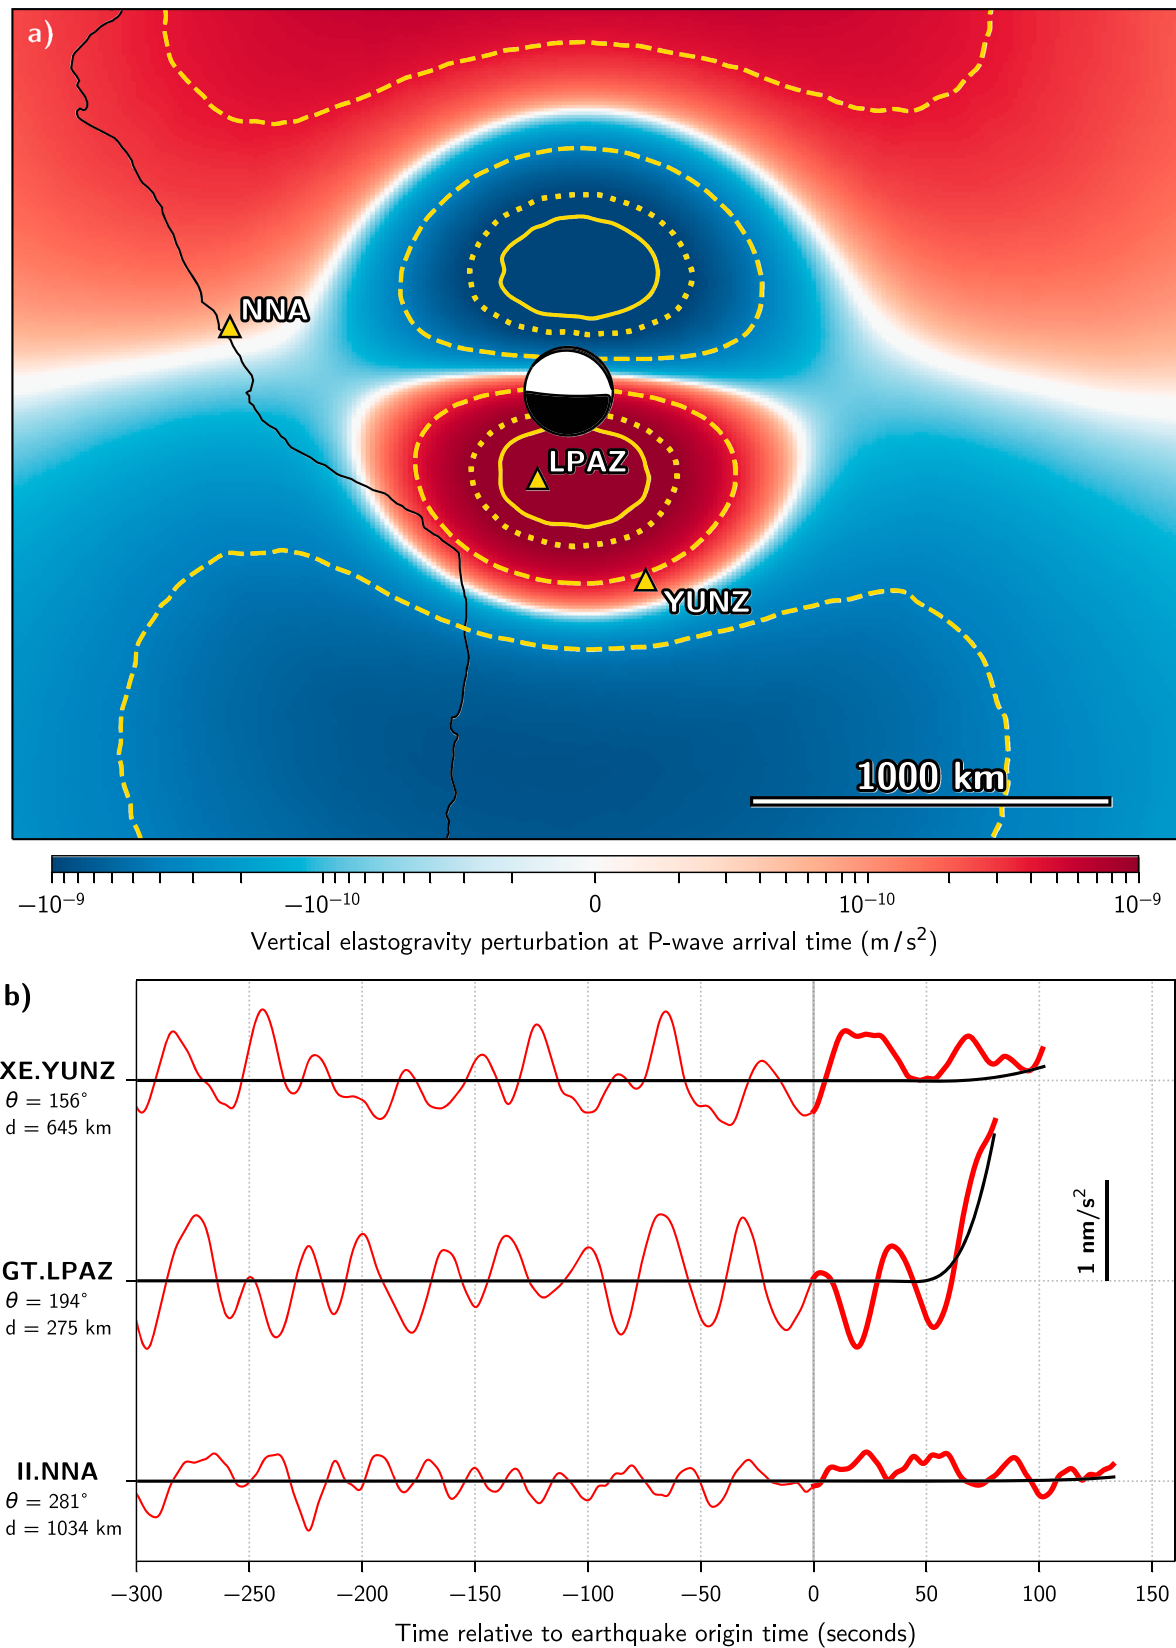 a)
NNA
LPAZ
YUNZ
1000 km
−10⁻⁹ −10⁻¹⁰ 0 10⁻¹⁰ 10⁻⁹
Vertical elastogravity perturbation at P-wave arrival time (m/s²)
b)
XE.YUNZ
θ = 156°
d = 645 km
GT.LPAZ
θ = 194°
d = 275 km
1 nm/s²
II.NNA
θ = 281°
d = 1034 km
−300 −250 −200 −150 −100 −50 0 50 100 150
Time relative to earthquake origin time (seconds)